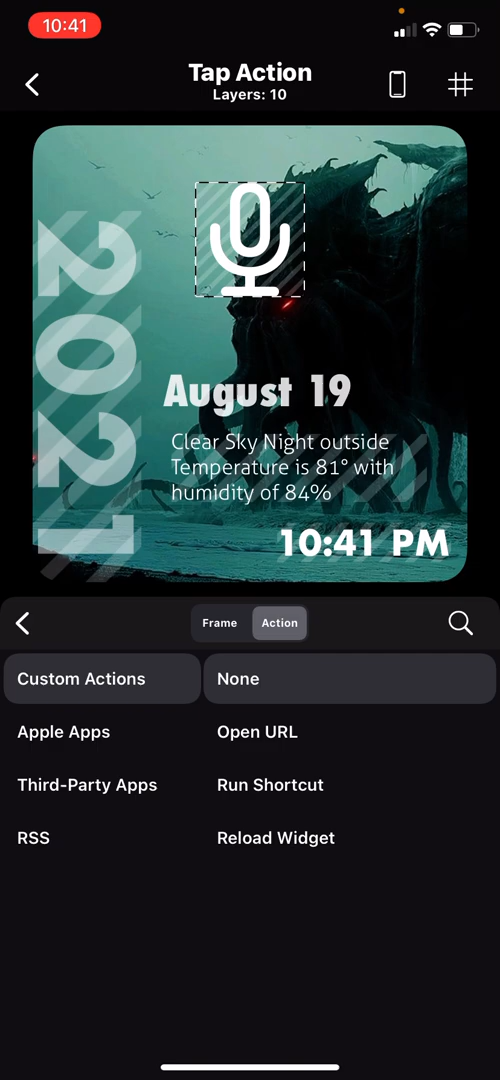 10:41
Tap Action
Layers: 10
2021
August 19
Clear Sky Night outside
Temperature is 81° with
humidity of 84%
10:41 PM
Frame
Action
Custom Actions
None
Apple Apps
Open URL
Third-Party Apps
Run Shortcut
RSS
Reload Widget